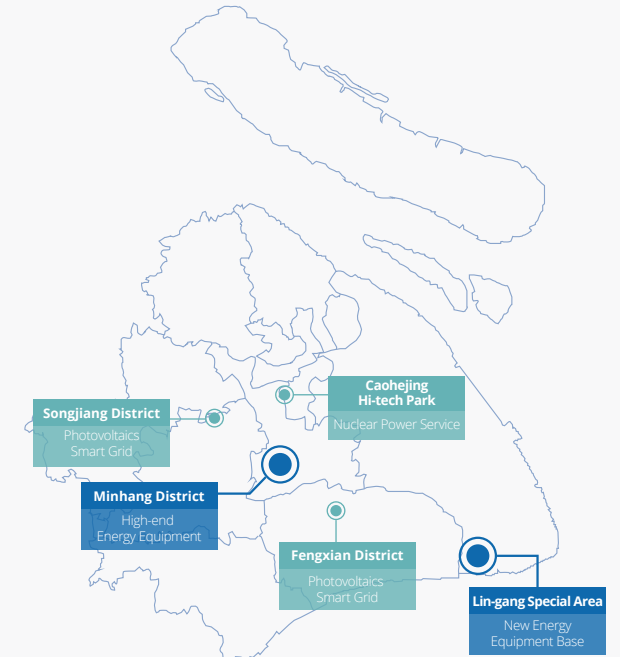 Caohejing
Hi-tech Park
Nuclear Power Service
Songjiang District
Photovoltaics
Smart Grid
Minhang District
High-end
Energy Equipment
Fengxian District
Photovoltaics
Smart Grid
Lin-gang Special Area
New Energy
Equipment Base